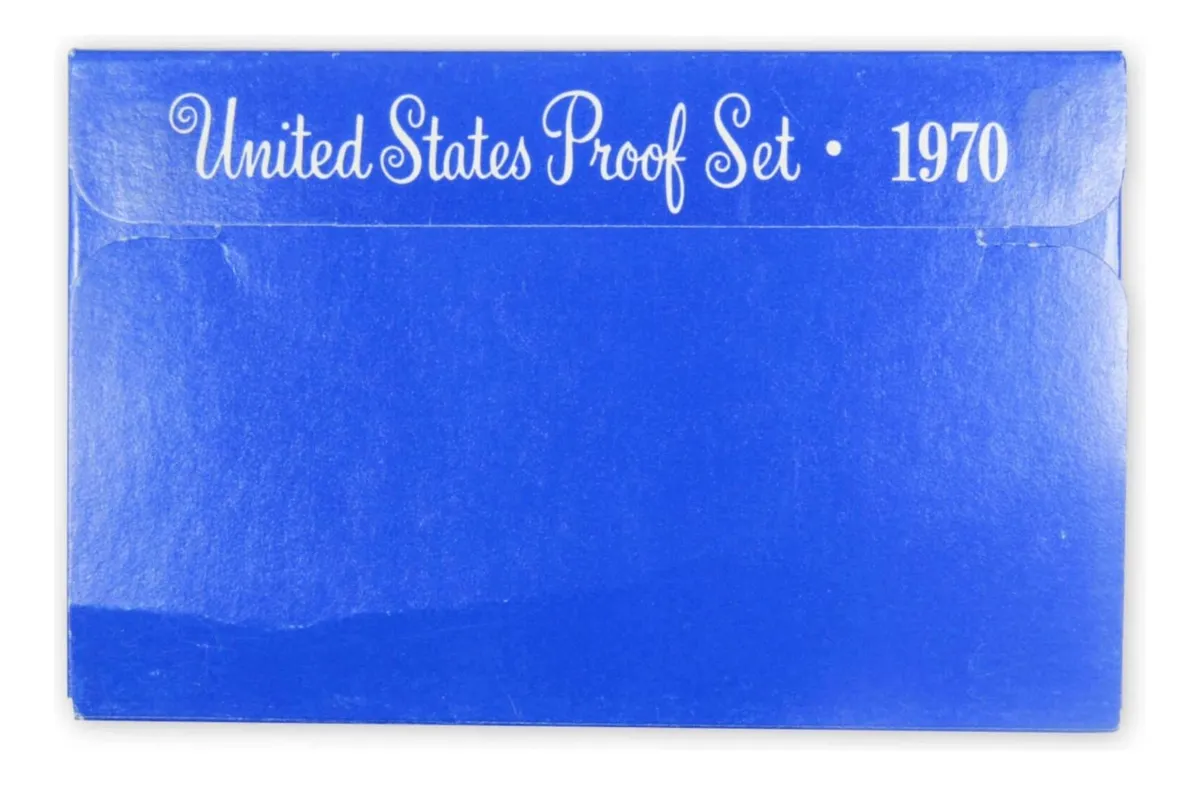 United States Proof Set • 1970